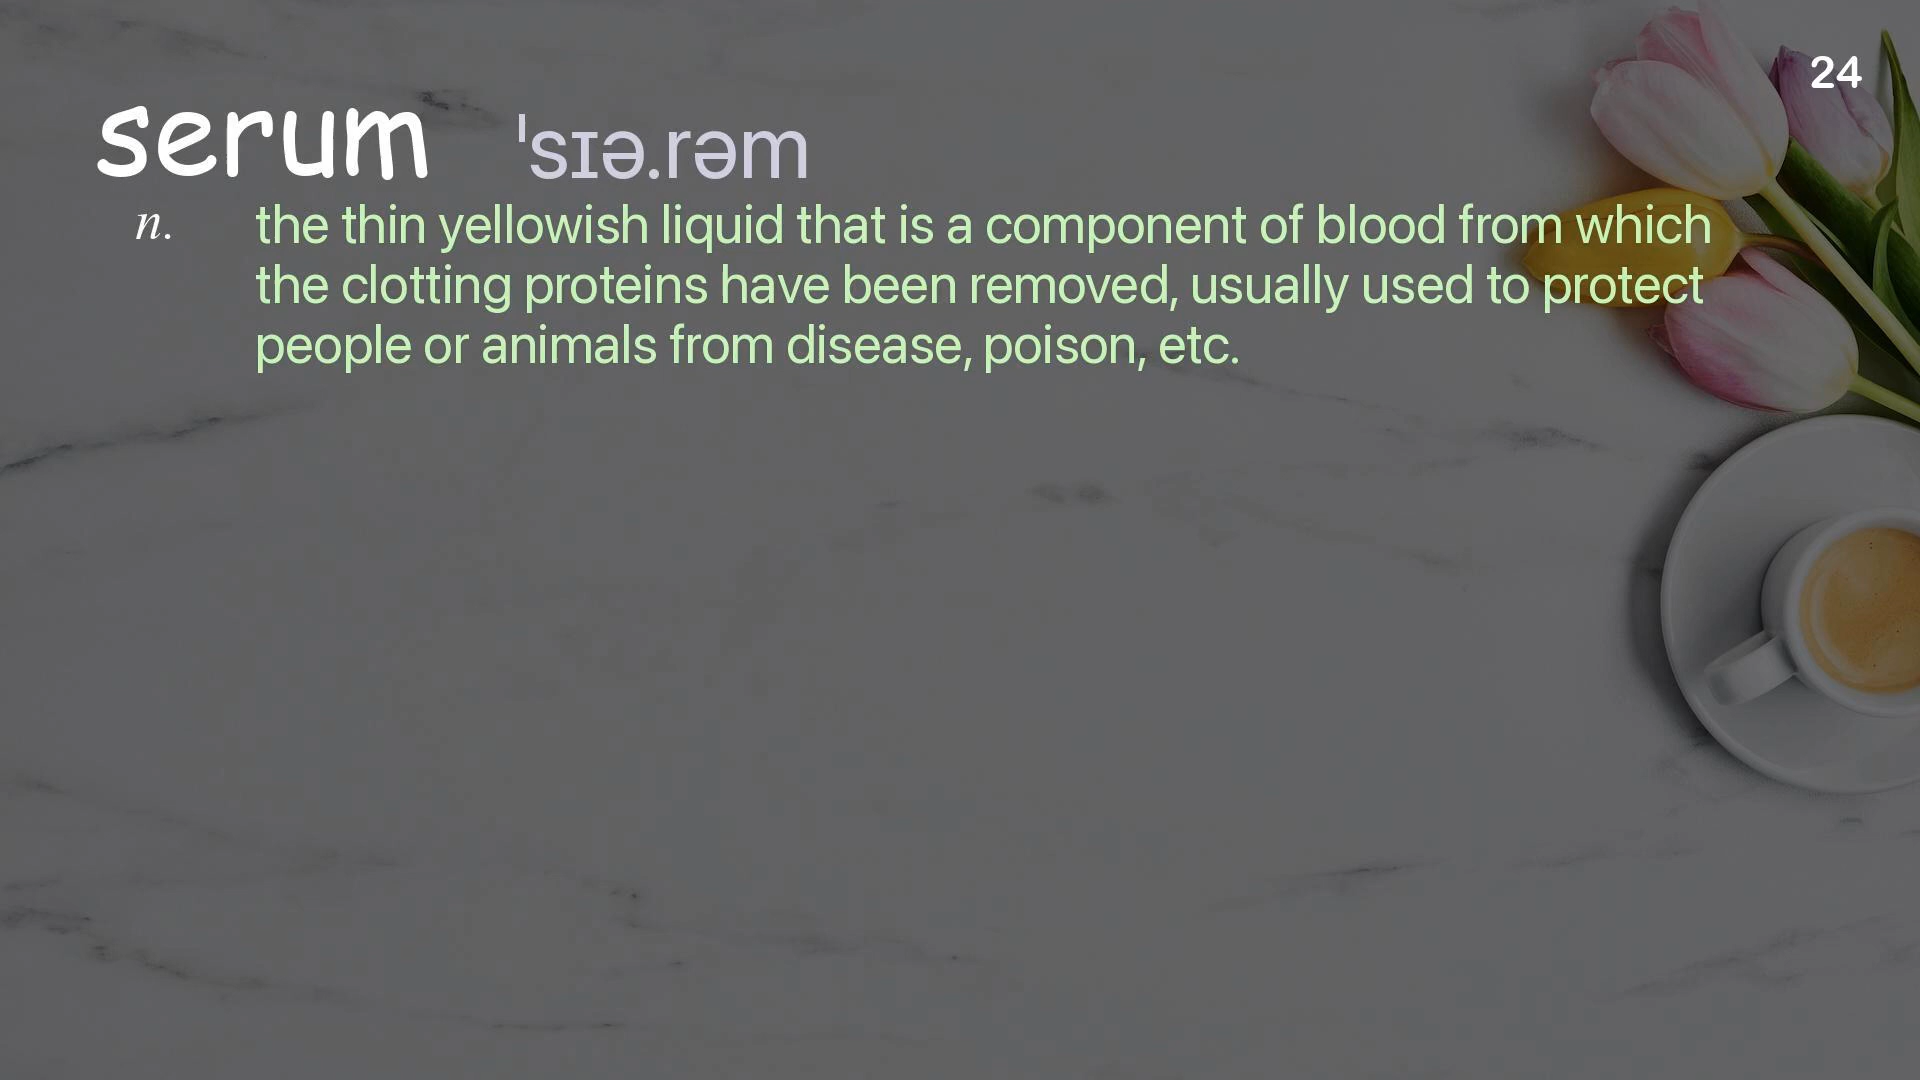 24
serum ˈsɪə.rəm
n. the thin yellowish liquid that is a component of blood from which
the clotting proteins have been removed, usually used to protect
people or animals from disease, poison, etc.